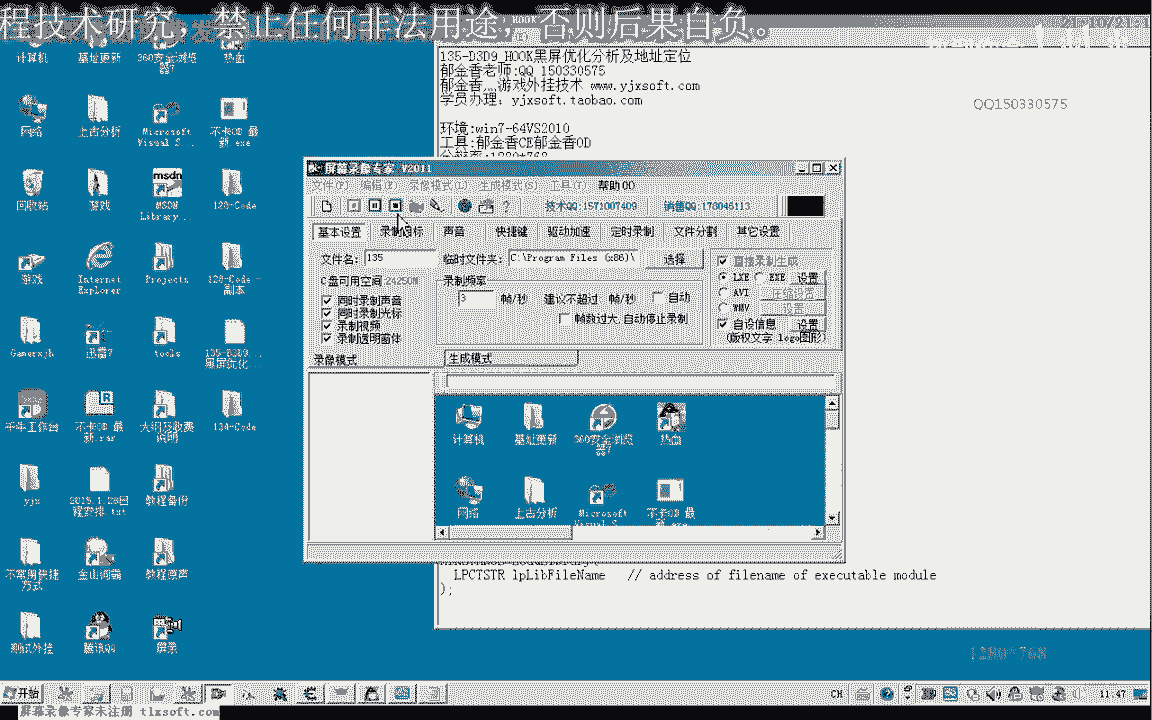 程技术研究，禁止任何非法用途，否则后果自负。
计算机 基址更新 360安全浏览器7 热血
网络 上古分析 Microsoft Visual S... 不卡OD 最新.exe
回收站 游戏 MSDN Library... 128-Code
游戏 Internet Explorer Projects 128-Code - 副本
Gamerxjh 迅雷7 tools 135-D3D9... 黑屏优化...
千牛工作台 不卡OD 最新.rar 大纲及收费说明 134-Code
yjx 2015.1.28课程安排.txt 教程备份
不常用快捷方式 金山词霸 教程原声
测试外挂 腾讯QQ 屏录
135-D3D9_HOOK黑屏优化分析及地址定位
郁金香老师:QQ 150330575
郁金香 游戏外挂技术 www.yjxsoft.com
学员办理: yjxsoft.taobao.com
环境:win7-64VS2010
工具:郁金香CE郁金香OD
分辨率:1280*768
QQ150330575
屏幕录像专家 V2011
文件(F) 编辑(E) 录像模式(L) 生成模式(S) 工具(T) 帮助(H)
技术QQ:1571007409 销售QQ:178045113
基本设置 录制目标 声音 快捷键 驱动加速 定时录制 文件分割 其它设置
文件名: 135 临时文件夹: C:\Program Files (x86)\ 选择
C盘可用空间:24250M
同时录制声音
同时录制光标
录制视频
录制透明窗体
录制频率
3 帧/秒 建议不超过 帧/秒 自动
帧数过大,自动停止录制
直接录制生成
LXE EXE 设置
AVI 压缩设置
WMV 设置
自设信息 设置
(版权文字 logo图形)
录像模式 生成模式
计算机 基址更新 360安全浏览器7 热血
网络 上古分析 Microsoft Visual S... 不卡OD 最新.exe
LPCTSTR lpLibFileName // address of filename of executable module
);
1280*768
开始 CH 11:47
屏幕录像专家未注册 tlxsoft.com